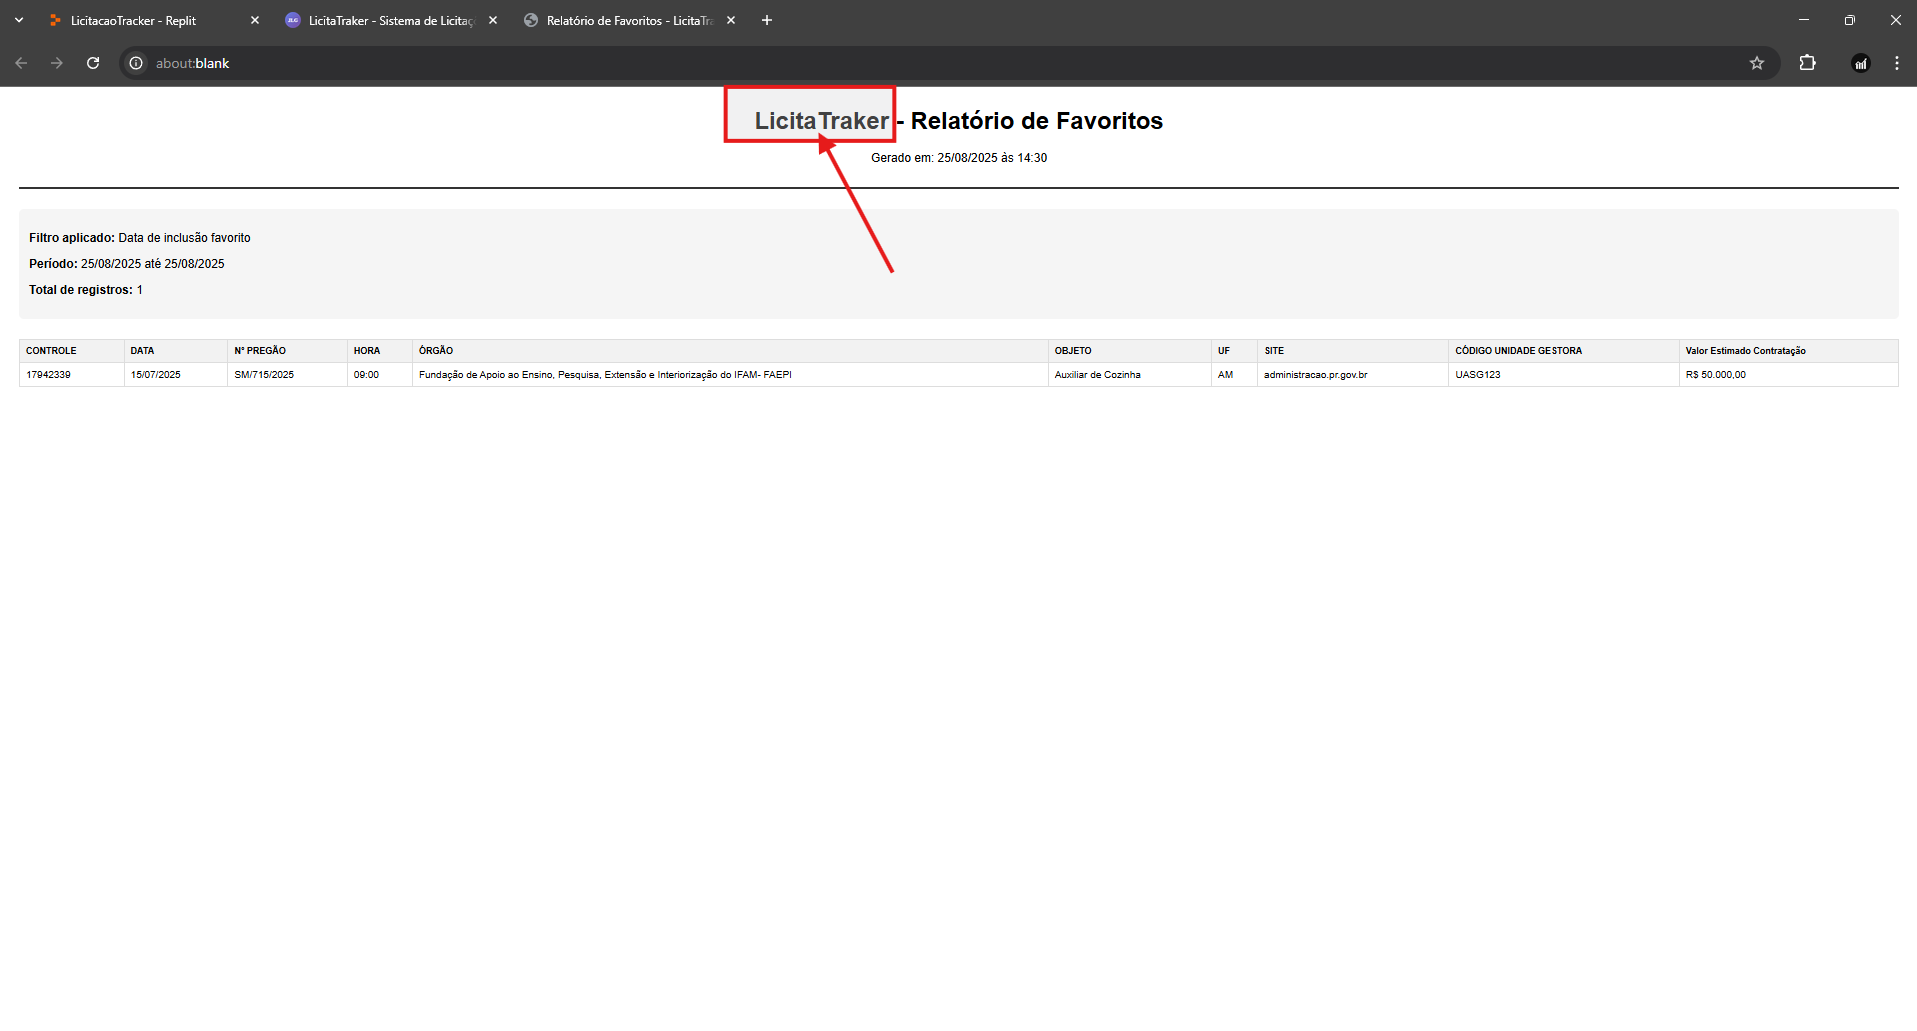 LicitacaoTracker - Replit
LicitaTraker - Sistema de Licitaç
Relatório de Favoritos - LicitaTra
about:blank
LicitaTraker - Relatório de Favoritos
Gerado em: 25/08/2025 às 14:30
Filtro aplicado: Data de inclusão favorito
Período: 25/08/2025 até 25/08/2025
Total de registros: 1
CONTROLE DATA Nº PREGÃO HORA ÓRGÃO OBJETO UF SITE CÓDIGO UNIDADE GESTORA Valor Estimado Contratação
17942339 15/07/2025 SM/715/2025 09:00 Fundação de Apoio ao Ensino, Pesquisa, Extensão e Interiorização do IFAM- FAEPI Auxiliar de Cozinha AM administracao.pr.gov.br UASG123 R$ 50.000,00